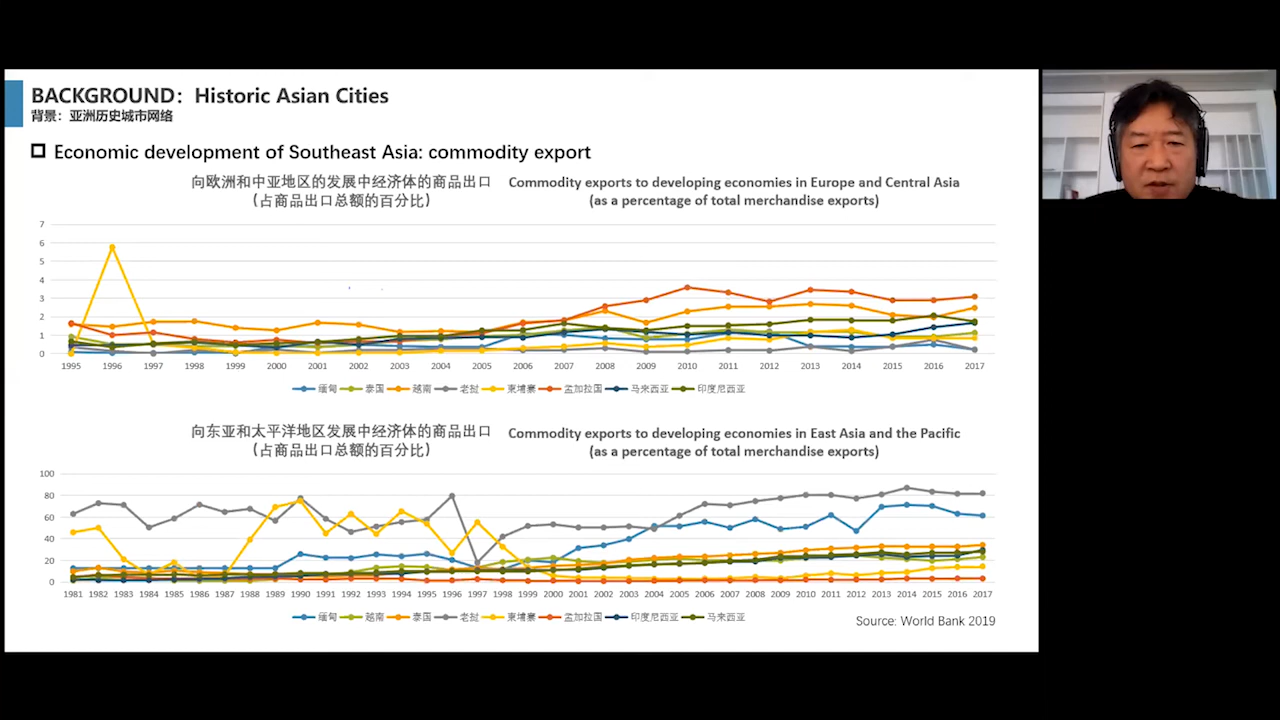 BACKGROUND：Historic Asian Cities
背景：亚洲历史城市网络
Economic development of Southeast Asia: commodity export
向欧洲和中亚地区的发展中经济体的商品出口
（占商品出口总额的百分比）
Commodity exports to developing economies in Europe and Central Asia
(as a percentage of total merchandise exports)
7
6
5
4
3
2
1
0
1995 1996 1997 1998 1999 2000 2001 2002 2003 2004 2005 2006 2007 2008 2009 2010 2011 2012 2013 2014 2015 2016 2017
缅甸 泰国 越南 老挝 柬埔寨 孟加拉国 马来西亚 印度尼西亚
向东亚和太平洋地区发展中经济体的商品出口
（占商品出口总额的百分比）
Commodity exports to developing economies in East Asia and the Pacific
(as a percentage of total merchandise exports)
100
80
60
40
20
0
1981 1982 1983 1984 1985 1986 1987 1988 1989 1990 1991 1992 1993 1994 1995 1996 1997 1998 1999 2000 2001 2002 2003 2004 2005 2006 2007 2008 2009 2010 2011 2012 2013 2014 2015 2016 2017
缅甸 越南 泰国 老挝 柬埔寨 孟加拉国 印度尼西亚 马来西亚
Source: World Bank 2019